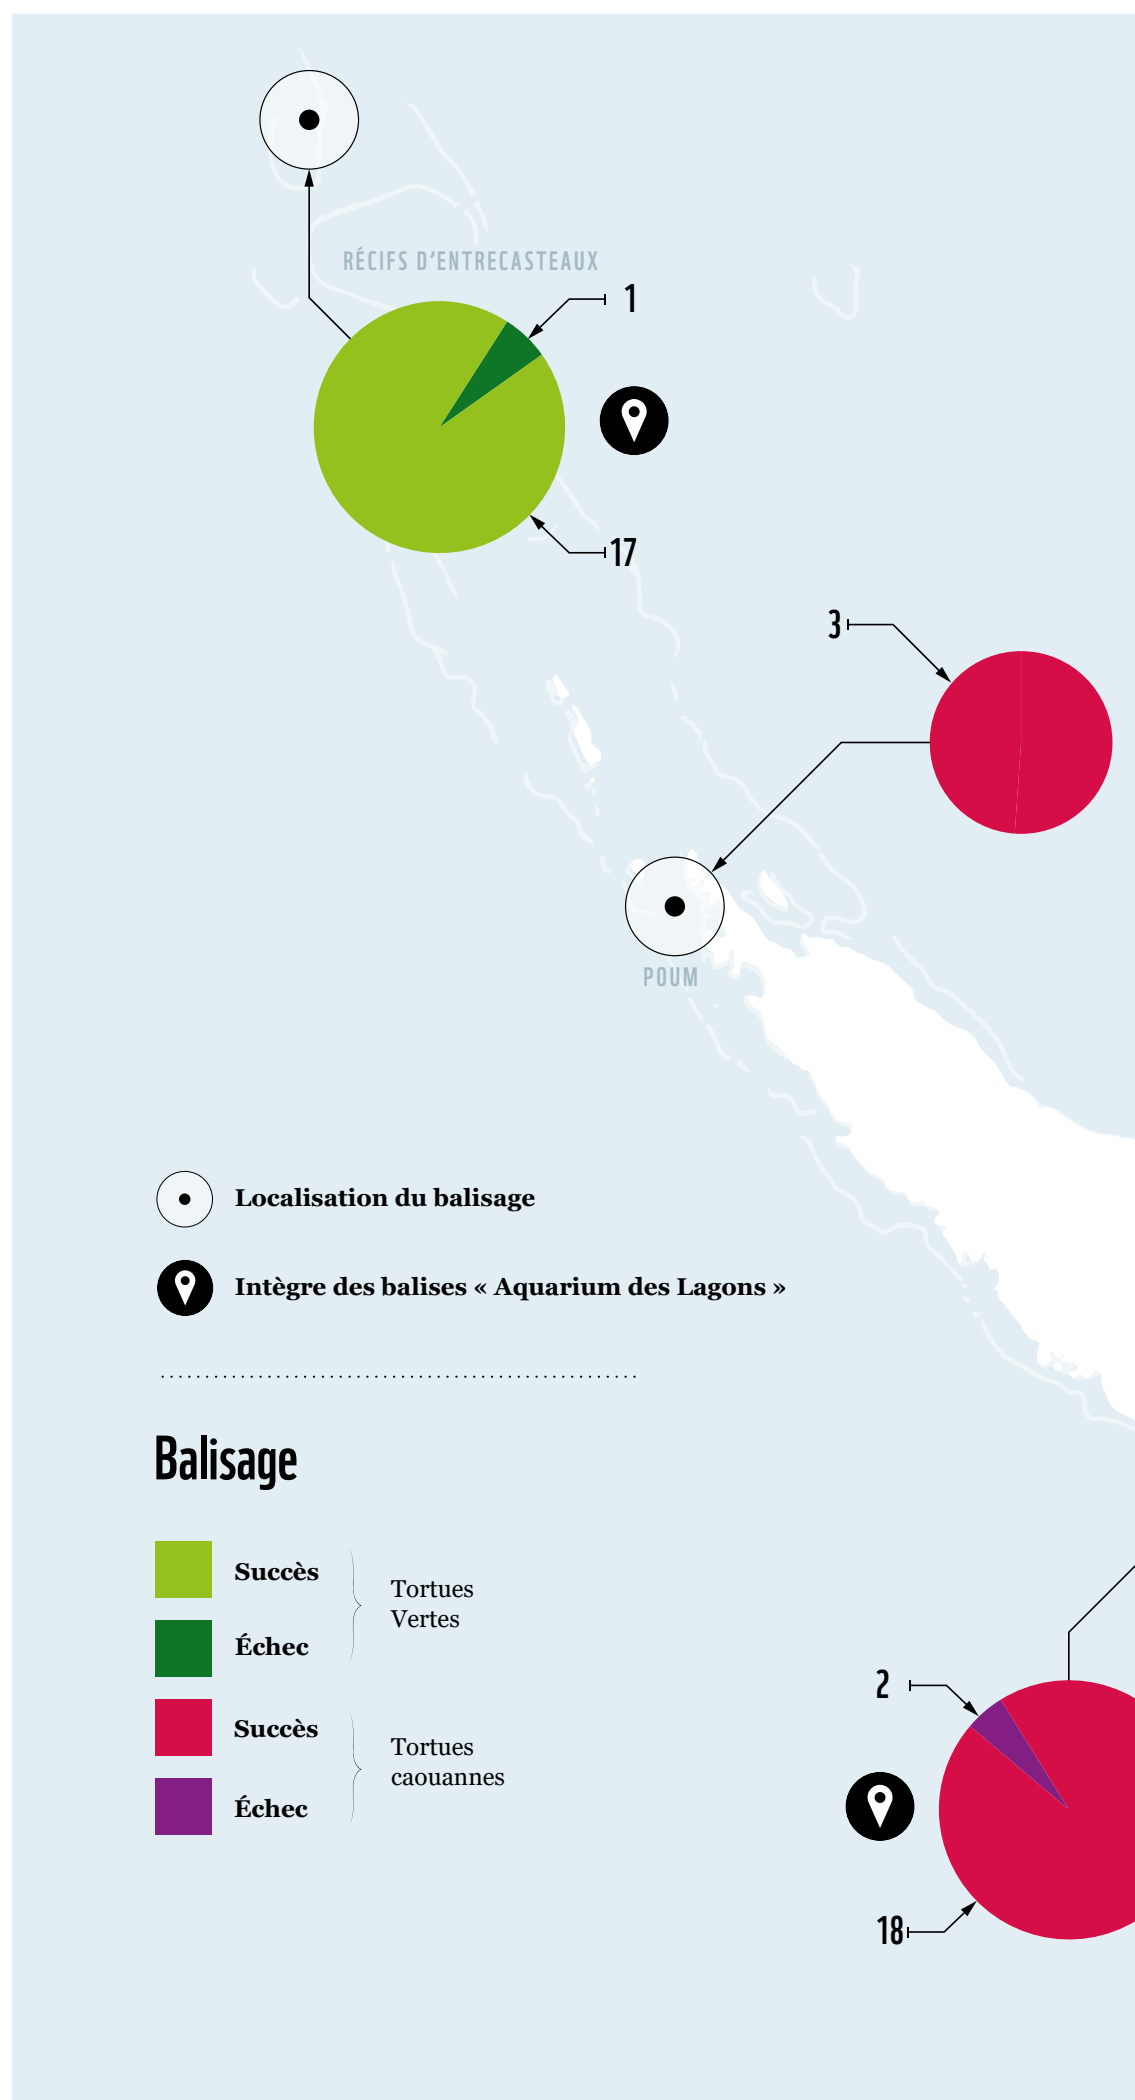 RÉCIFS D’ENTRECASTEAUX
1
17
3
POUM
Localisation du balisage
Intègre des balises « Aquarium des Lagons »
Balisage
Succès
Échec
Tortues
Vertes
Succès
Échec
Tortues
caouannes
2
18